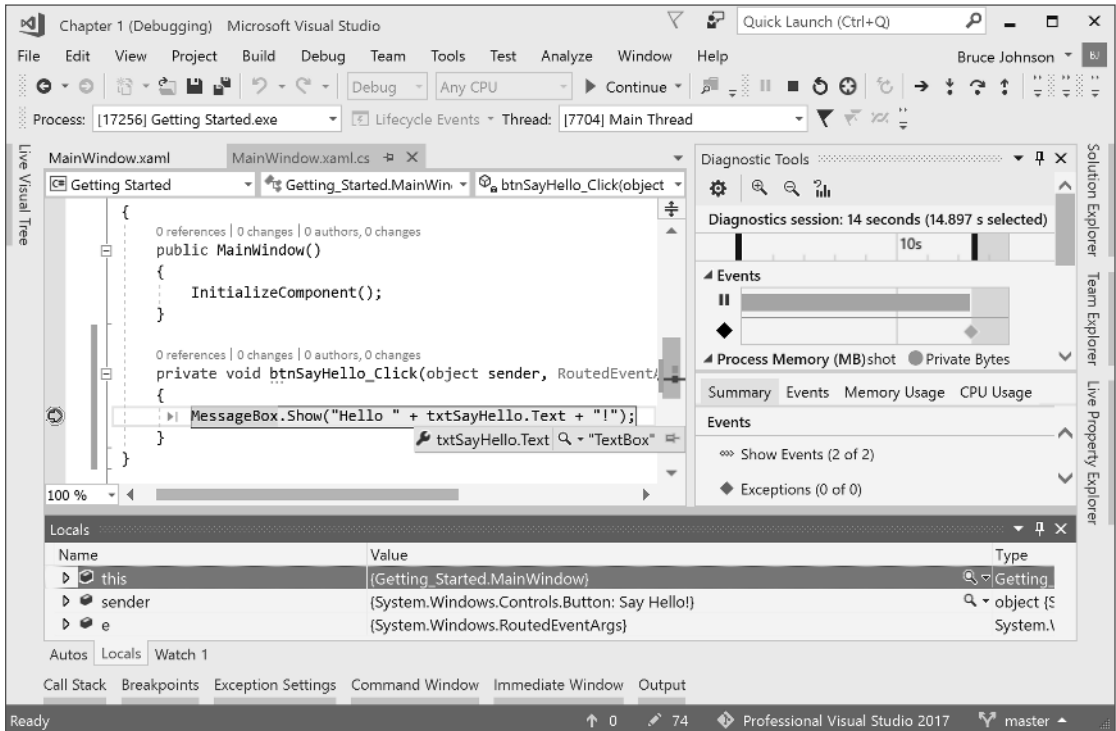 Chapter 1 (Debugging) Microsoft Visual Studio
Quick Launch (Ctrl+Q)
File Edit View Project Build Debug Team Tools Test Analyze Window Help
Bruce Johnson
BJ
Debug Any CPU Continue
Process: [17256] Getting Started.exe Lifecycle Events Thread: [7704] Main Thread
Live Visual Tree
MainWindow.xaml MainWindow.xaml.cs
Getting Started Getting_Started.MainWin btnSayHello_Click(object
{
0 references | 0 changes | 0 authors, 0 changes
public MainWindow()
{
InitializeComponent();
}
0 references | 0 changes | 0 authors, 0 changes
private void btnSayHello_Click(object sender, RoutedEventA
{
MessageBox.Show("Hello " + txtSayHello.Text + "!");
}
txtSayHello.Text "TextBox"
}
100 %
Diagnostic Tools
Diagnostics session: 14 seconds (14.897 s selected)
10s
Events
Process Memory (MB)shot Private Bytes
Summary Events Memory Usage CPU Usage
Events
Show Events (2 of 2)
Exceptions (0 of 0)
Solution Explorer
Team Explorer
Live Property Explorer
Locals
Name Value Type
this {Getting_Started.MainWindow} Getting_
sender {System.Windows.Controls.Button: Say Hello!} object {S
e {System.Windows.RoutedEventArgs} System.\
Autos Locals Watch 1
Call Stack Breakpoints Exception Settings Command Window Immediate Window Output
Ready 0 74 Professional Visual Studio 2017 master